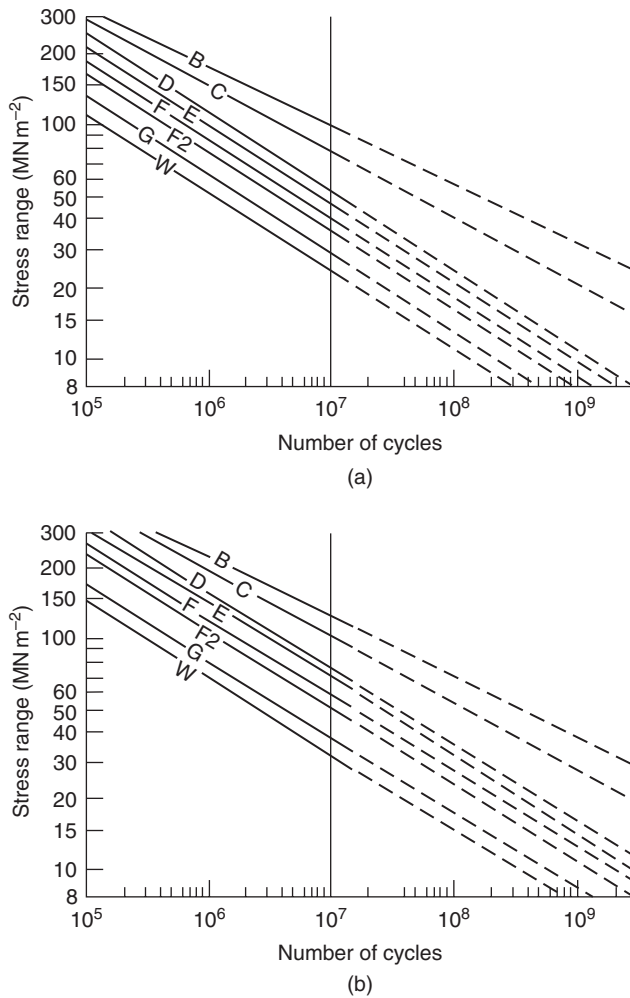 300
200
150
100
60
50
40
30
20
15
10
8
Stress range (MN m⁻²)
B
C
D
E
F
F2
G
W
10⁵
10⁶
10⁷
10⁸
10⁹
Number of cycles
(a)
300
200
150
100
60
50
40
30
20
15
10
8
Stress range (MN m⁻²)
B
C
D
E
F
F2
G
W
10⁵
10⁶
10⁷
10⁸
10⁹
Number of cycles
(b)